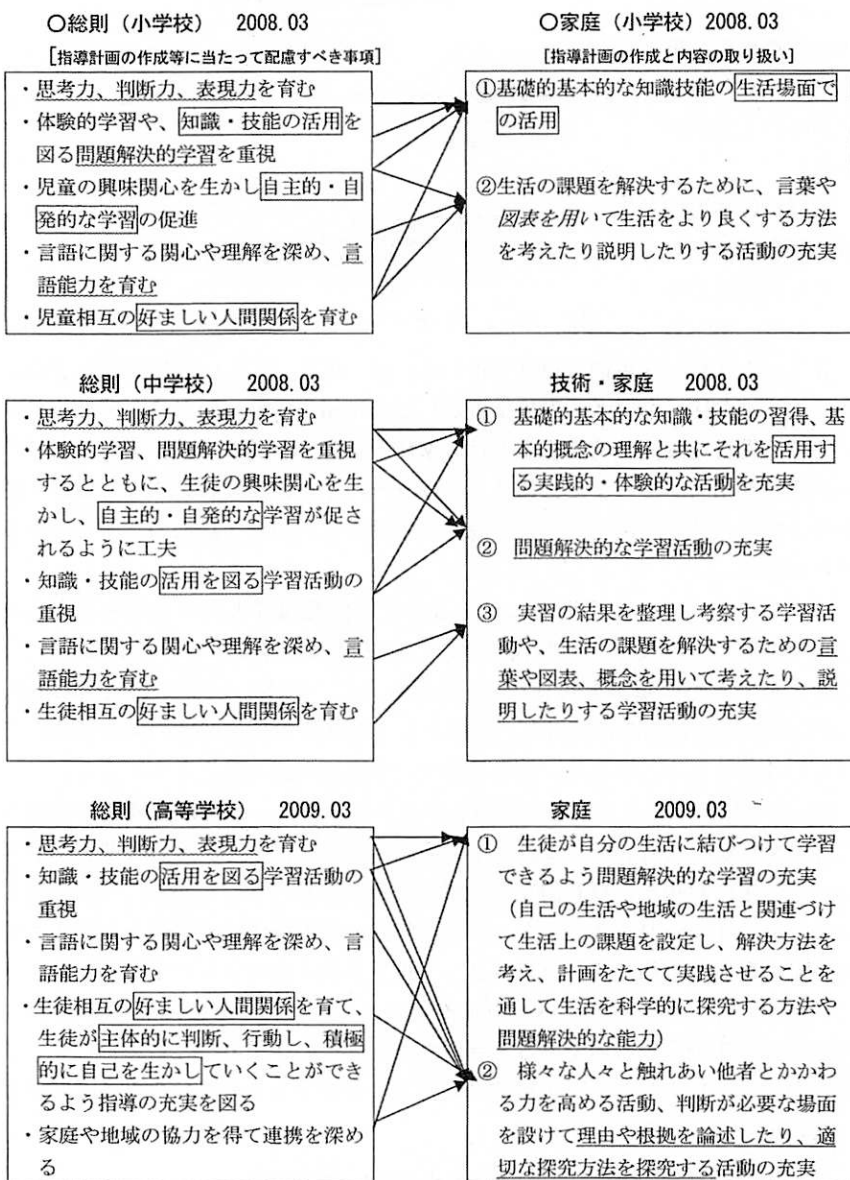 ○総則（小学校） 2008.03
[指導計画の作成等に当たって配慮すべき事項]
・思考力、判断力、表現力を育む
・体験的学習や、知識・技能の活用を
図る問題解決的学習を重視
・児童の興味関心を生かし自主的・自
発的な学習の促進
・言語に関する関心や理解を深め、言
語能力を育む
・児童相互の好ましい人間関係を育む
○家庭（小学校）2008.03
[指導計画の作成と内容の取り扱い]
①基礎的基本的な知識技能の生活場面で
の活用
②生活の課題を解決するために、言葉や
図表を用いて生活をより良くする方法
を考えたり説明したりする活動の充実
総則（中学校） 2008.03
・思考力、判断力、表現力を育む
・体験的学習、問題解決的学習を重視
するとともに、生徒の興味関心を生
かし、自主的・自発的な学習が促さ
れるように工夫
・知識・技能の活用を図る学習活動の
重視
・言語に関する関心や理解を深め、言
語能力を育む
・生徒相互の好ましい人間関係を育む
技術・家庭 2008.03
① 基礎的基本的な知識・技能の習得、基
本的概念の理解と共にそれを活用す
る実践的・体験的な活動を充実
② 問題解決的な学習活動の充実
③ 実習の結果を整理し考察する学習活
動や、生活の課題を解決するための言
葉や図表、概念を用いて考えたり、説
明したりする学習活動の充実
総則（高等学校） 2009.03
・思考力、判断力、表現力を育む
・知識・技能の活用を図る学習活動の
重視
・言語に関する関心や理解を深め、言
語能力を育む
・生徒相互の好ましい人間関係を育て、
生徒が主体的に判断、行動し、積極
的に自己を生かしていくことができ
るよう指導の充実を図る
・家庭や地域の協力を得て連携を深め
る
家庭 2009.03
① 生徒が自分の生活に結びつけて学習
できるよう問題解決的な学習の充実
（自己の生活や地域の生活と関連づけ
て生活上の課題を設定し、解決方法を
考え、計画をたてて実践させることを
通して生活を科学的に探究する方法や
問題解決的な能力）
② 様々な人々と触れあい他者とかかわ
る力を高める活動、判断が必要な場面
を設けて理由や根拠を論述したり、適
切な探究方法を探究する活動の充実